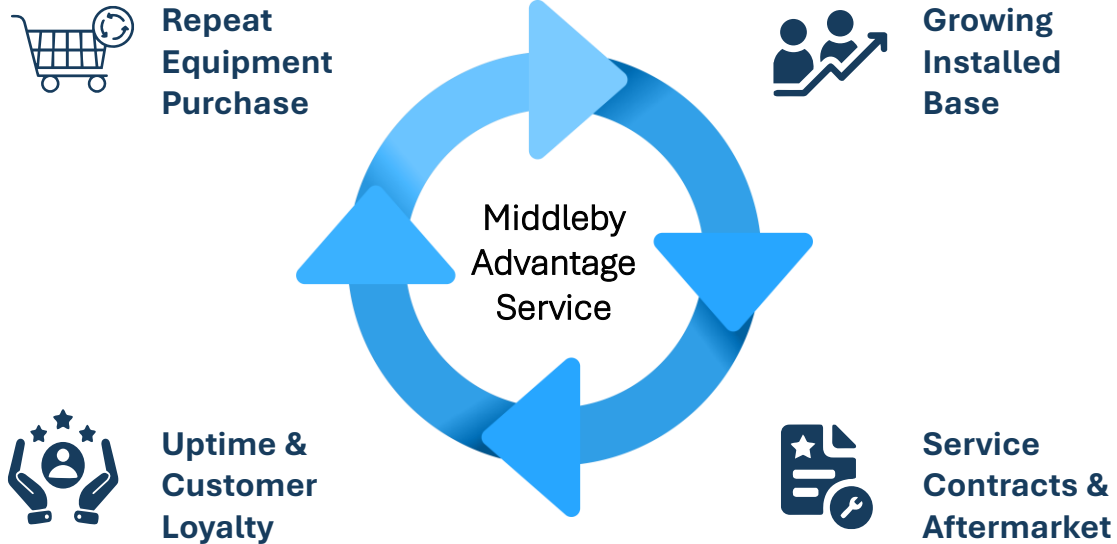 Repeat
Equipment
Purchase
Growing
Installed
Base
Middleby
Advantage
Service
Uptime &
Customer
Loyalty
Service
Contracts &
Aftermarket